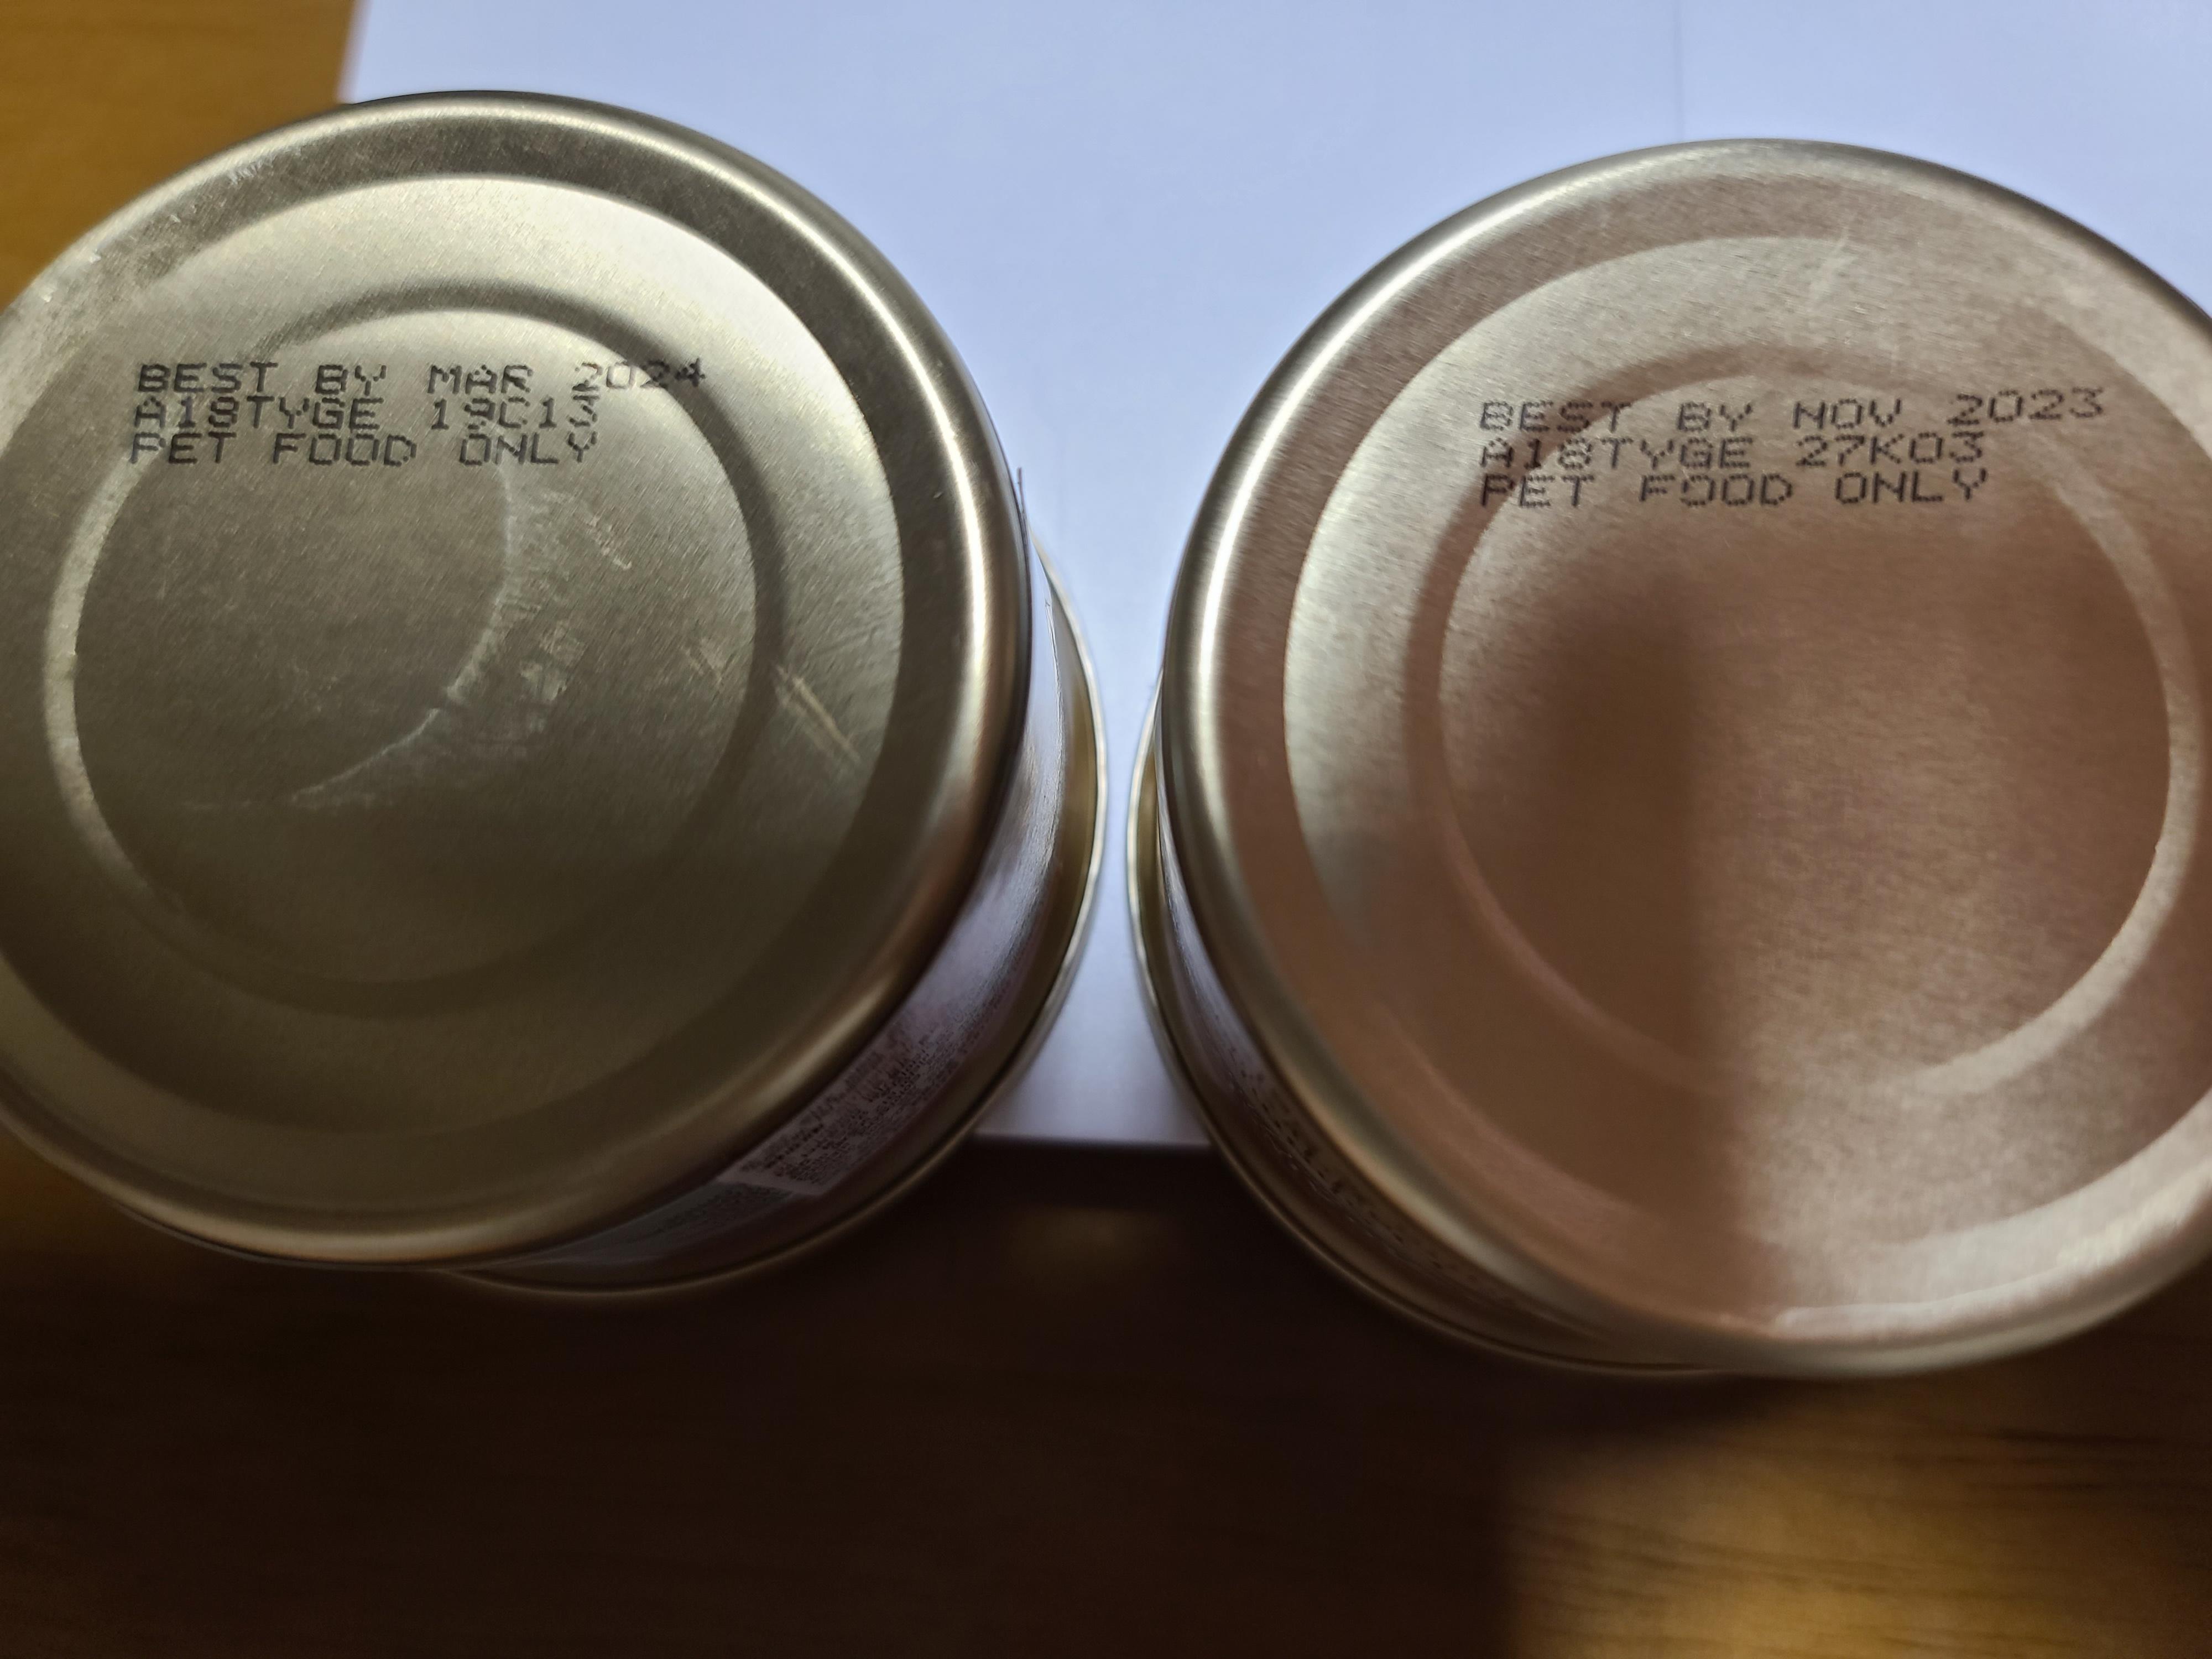 BEST BY MAR 2024
A18TYGE 19C13
PET FOOD ONLY
BEST BY NOV 2023
A18TYGE 27K03
PET FOOD ONLY